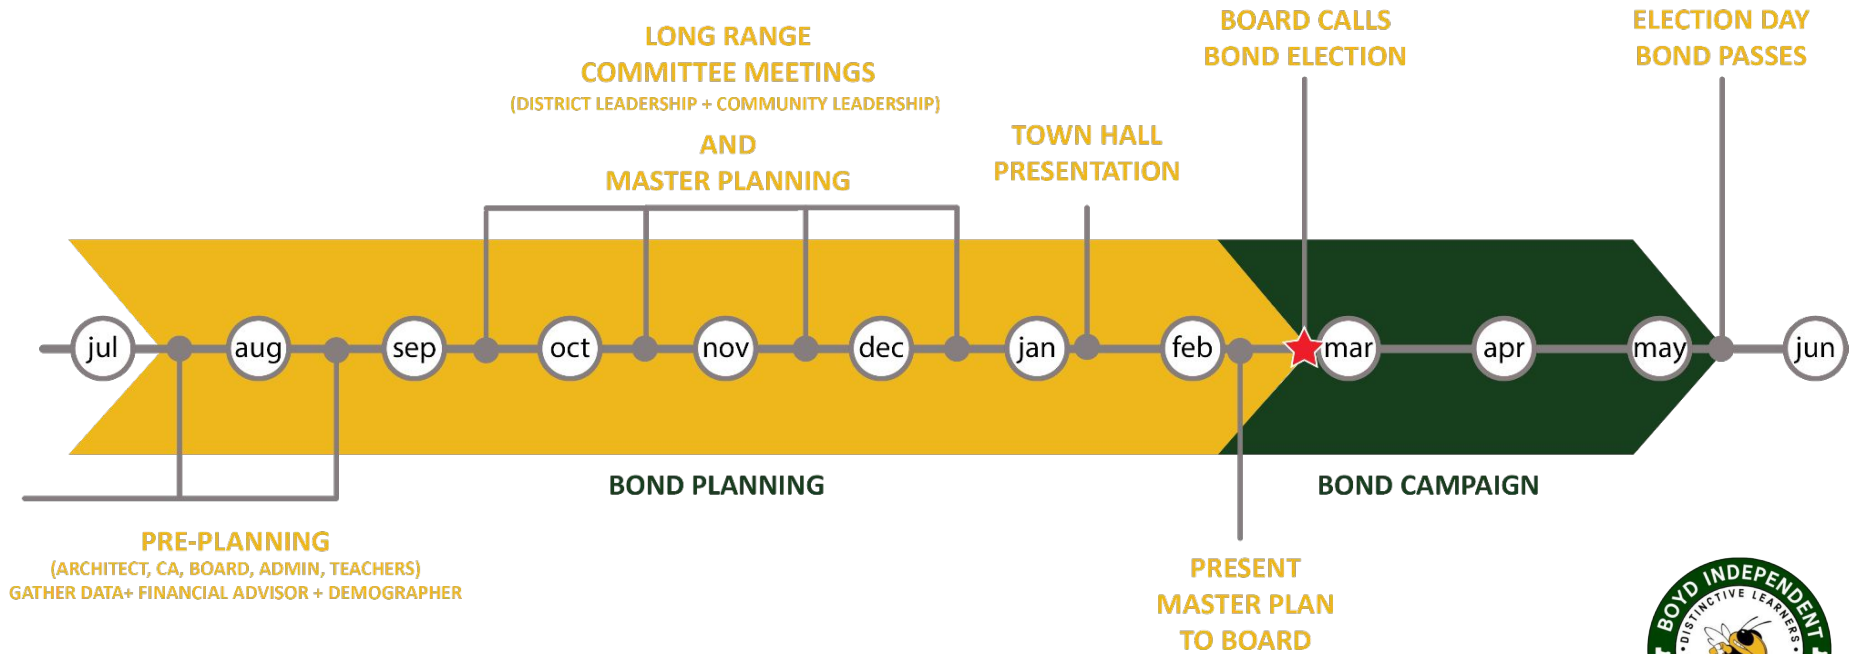 LONG RANGE
COMMITTEE MEETINGS
(DISTRICT LEADERSHIP + COMMUNITY LEADERSHIP)
AND
MASTER PLANNING
TOWN HALL
PRESENTATION
BOARD CALLS
BOND ELECTION
ELECTION DAY
BOND PASSES
jul
aug
sep
oct
nov
dec
jan
feb
mar
apr
may
jun
BOND PLANNING
BOND CAMPAIGN
PRE-PLANNING
(ARCHITECT, CA, BOARD, ADMIN, TEACHERS)
GATHER DATA+ FINANCIAL ADVISOR + DEMOGRAPHER
PRESENT
MASTER PLAN
TO BOARD
BOYD INDEPENDENT
DISTINCTIVE LEARNERS